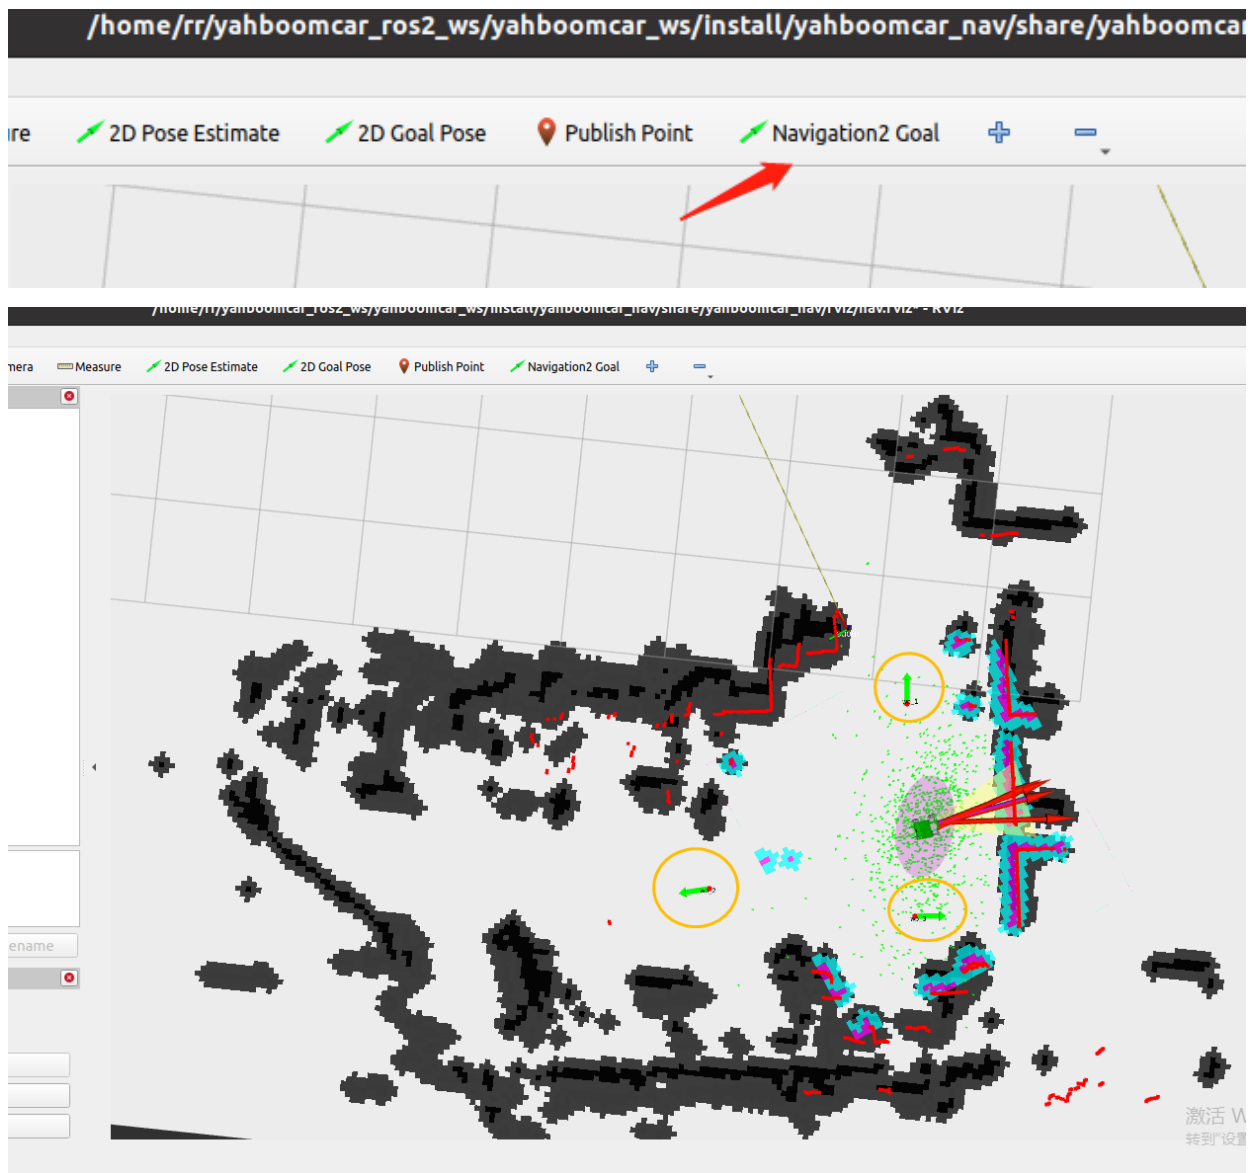 /home/rr/yahboomcar_ros2_ws/yahboomcar_ws/install/yahboomcar_nav/share/yahboomcar
ire 2D Pose Estimate 2D Goal Pose Publish Point Navigation2 Goal
/home/rr/yahboomcar_ros2_ws/yahboomcar_ws/install/yahboomcar_nav/share/yahboomcar_nav/rviz/nav.rviz* - RViz
mera Measure 2D Pose Estimate 2D Goal Pose Publish Point Navigation2 Goal
ename
激活 W
转到"设置